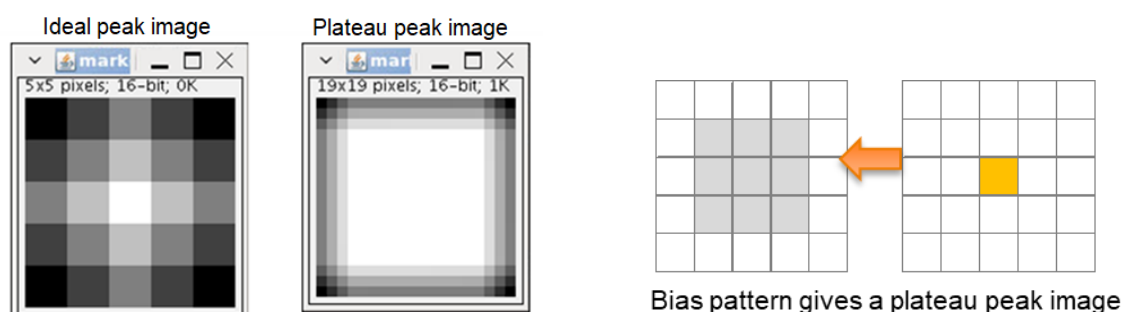 Ideal peak image
Plateau peak image
mark
5x5 pixels; 16-bit; 0K
mar
19x19 pixels; 16-bit; 1K
Bias pattern gives a plateau peak image